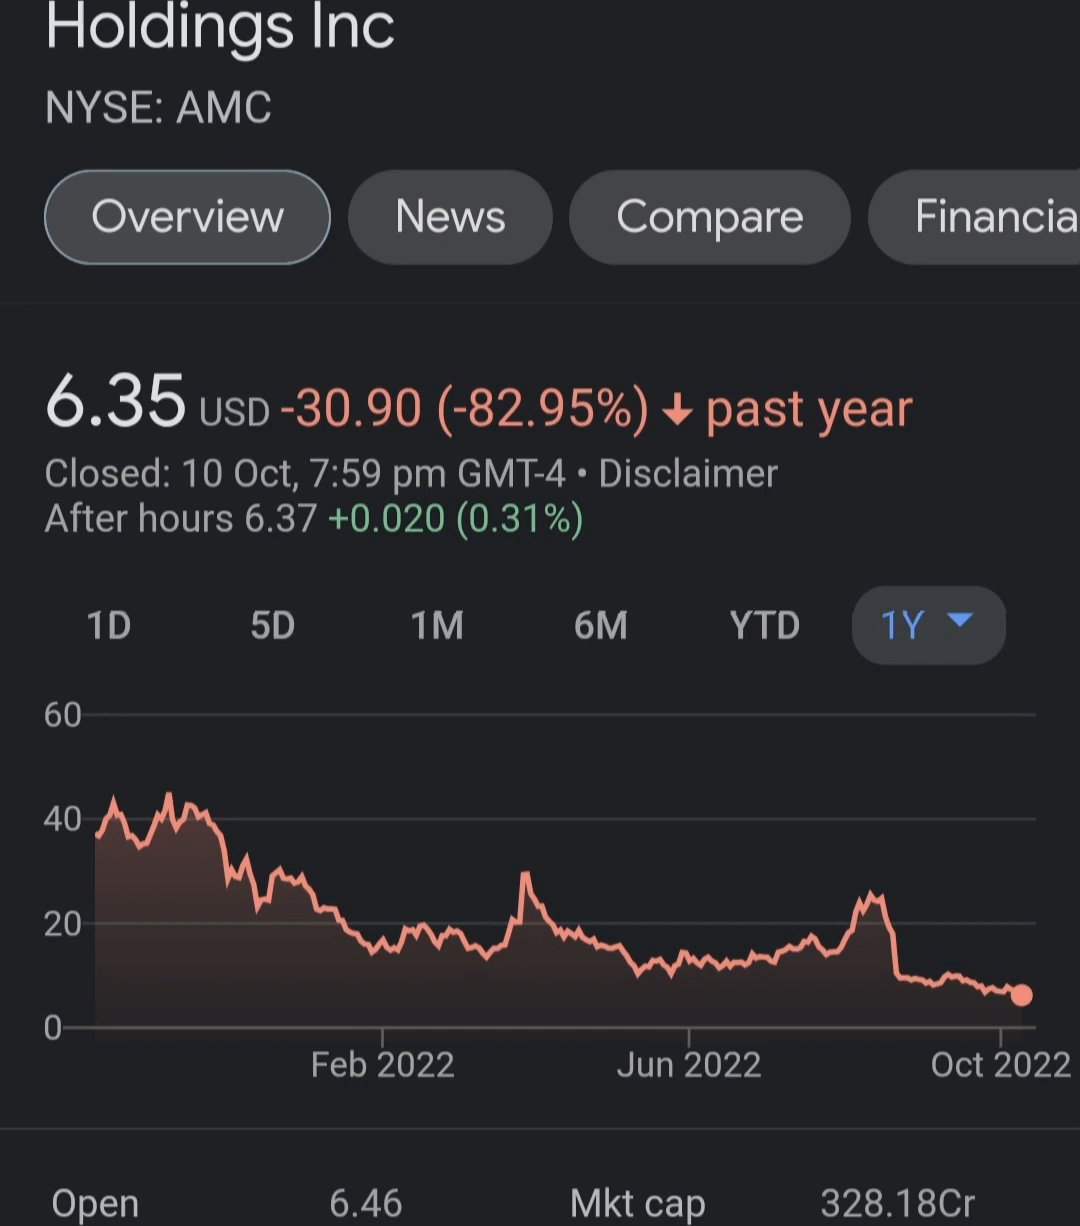 Holdings Inc
NYSE: AMC
Overview News Compare Financia
6.35 USD -30.90 (-82.95%) ↓ past year
Closed: 10 Oct, 7:59 pm GMT-4 • Disclaimer
After hours 6.37 +0.020 (0.31%)
1D 5D 1M 6M YTD 1Y
60
40
20
0
Feb 2022 Jun 2022 Oct 2022
Open 6.46 Mkt cap 328.18Cr